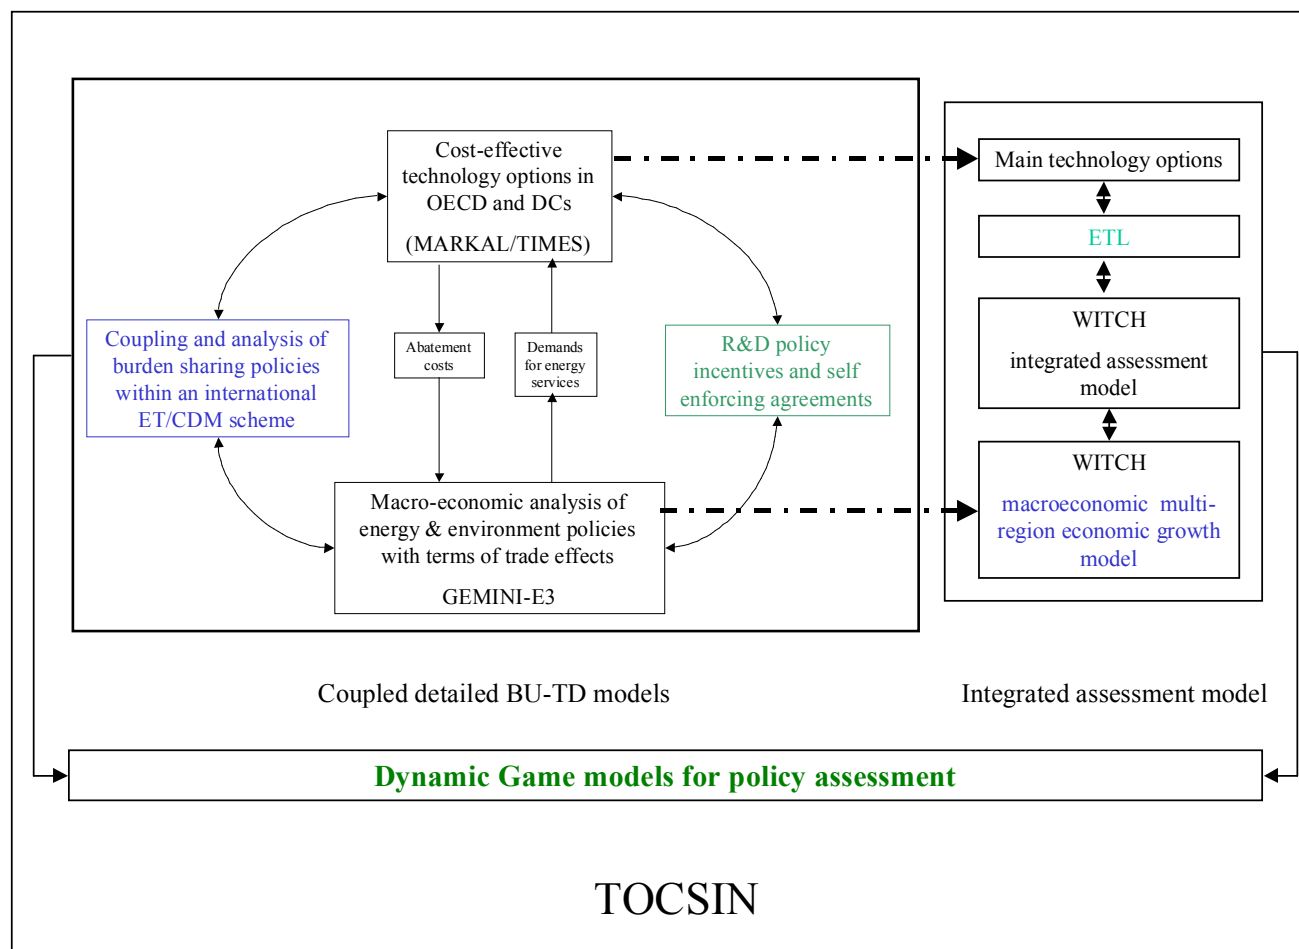 Cost-effective
technology options in
OECD and DCs
(MARKAL/TIMES)
Coupling and analysis of
burden sharing policies
within an international
ET/CDM scheme
Abatement
costs
Demands
for energy
services
R&D policy
incentives and self
enforcing agreements
Macro-economic analysis of
energy & environment policies
with terms of trade effects
GEMINI-E3
Main technology options
ETL
WITCH
integrated assessment
model
WITCH
macroeconomic multi-
region economic growth
model
Coupled detailed BU-TD models
Integrated assessment model
Dynamic Game models for policy assessment
TOCSIN